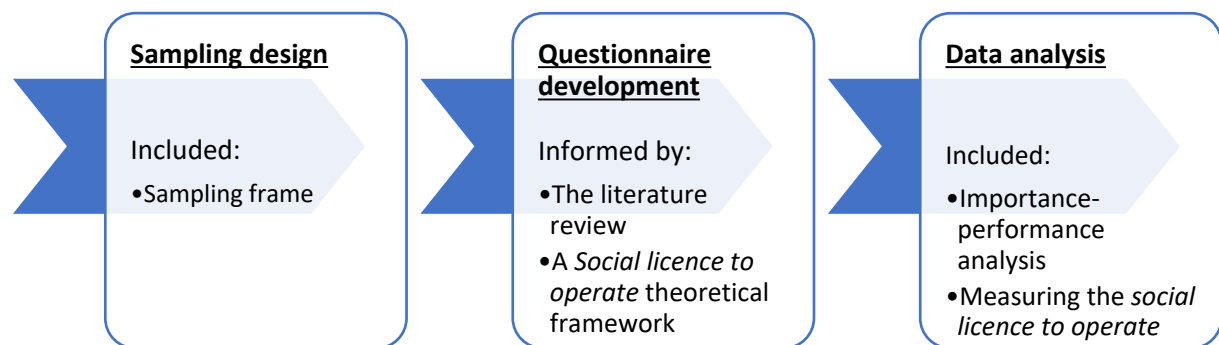 Sampling design
Included:
•Sampling frame
Questionnaire
development
Informed by:
•The literature
review
•A Social licence to
operate theoretical
framework
Data analysis
Included:
•Importance-
performance
analysis
•Measuring the social
licence to operate